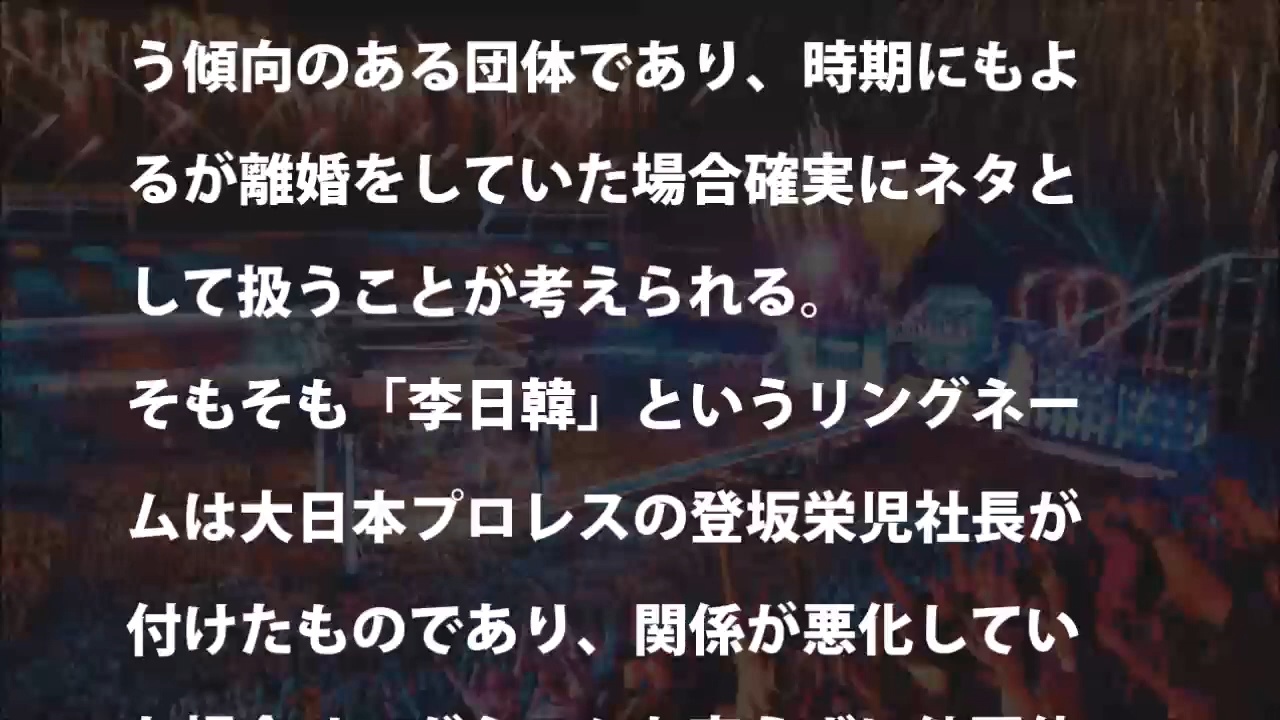 う傾向のある団体であり、時期にもよ
るが離婚をしていた場合確実にネタと
して扱うことが考えられる。
そもそも「李日韓」というリングネー
ムは大日本プロレスの登坂栄児社長が
付けたものであり、関係が悪化してい